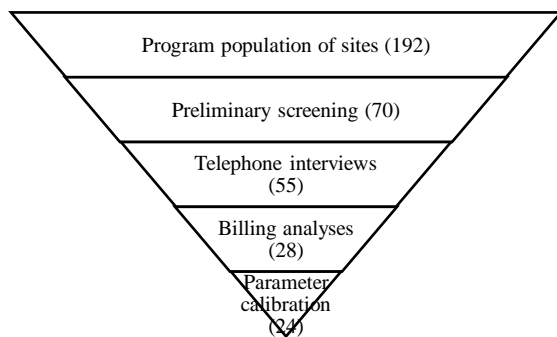 Program population of sites (192)
Preliminary screening (70)
Telephone interviews
(55)
Billing analyses
(28)
Parameter
calibration
(24)